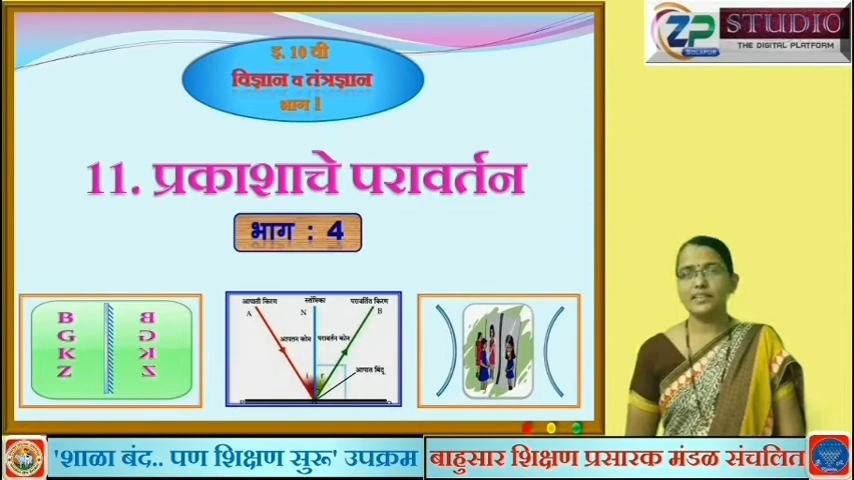 ZP STUDIO
SOLAPUR
THE DIGITAL PLATFORM
इ. 10 वी
विज्ञान व तंत्रज्ञान
भाग I
11. प्रकाशाचे परावर्तन
भाग : 4
B B
G G
K K
Z Z
आपाती किरण स्तंभिका परावर्तित किरण
A N B
आपतन कोन परावर्तन कोन
i r
आपात बिंदू
'शाळा बंद.. पण शिक्षण सुरू' उपक्रम
बाहुसार शिक्षण प्रसारक मंडळ संचलित